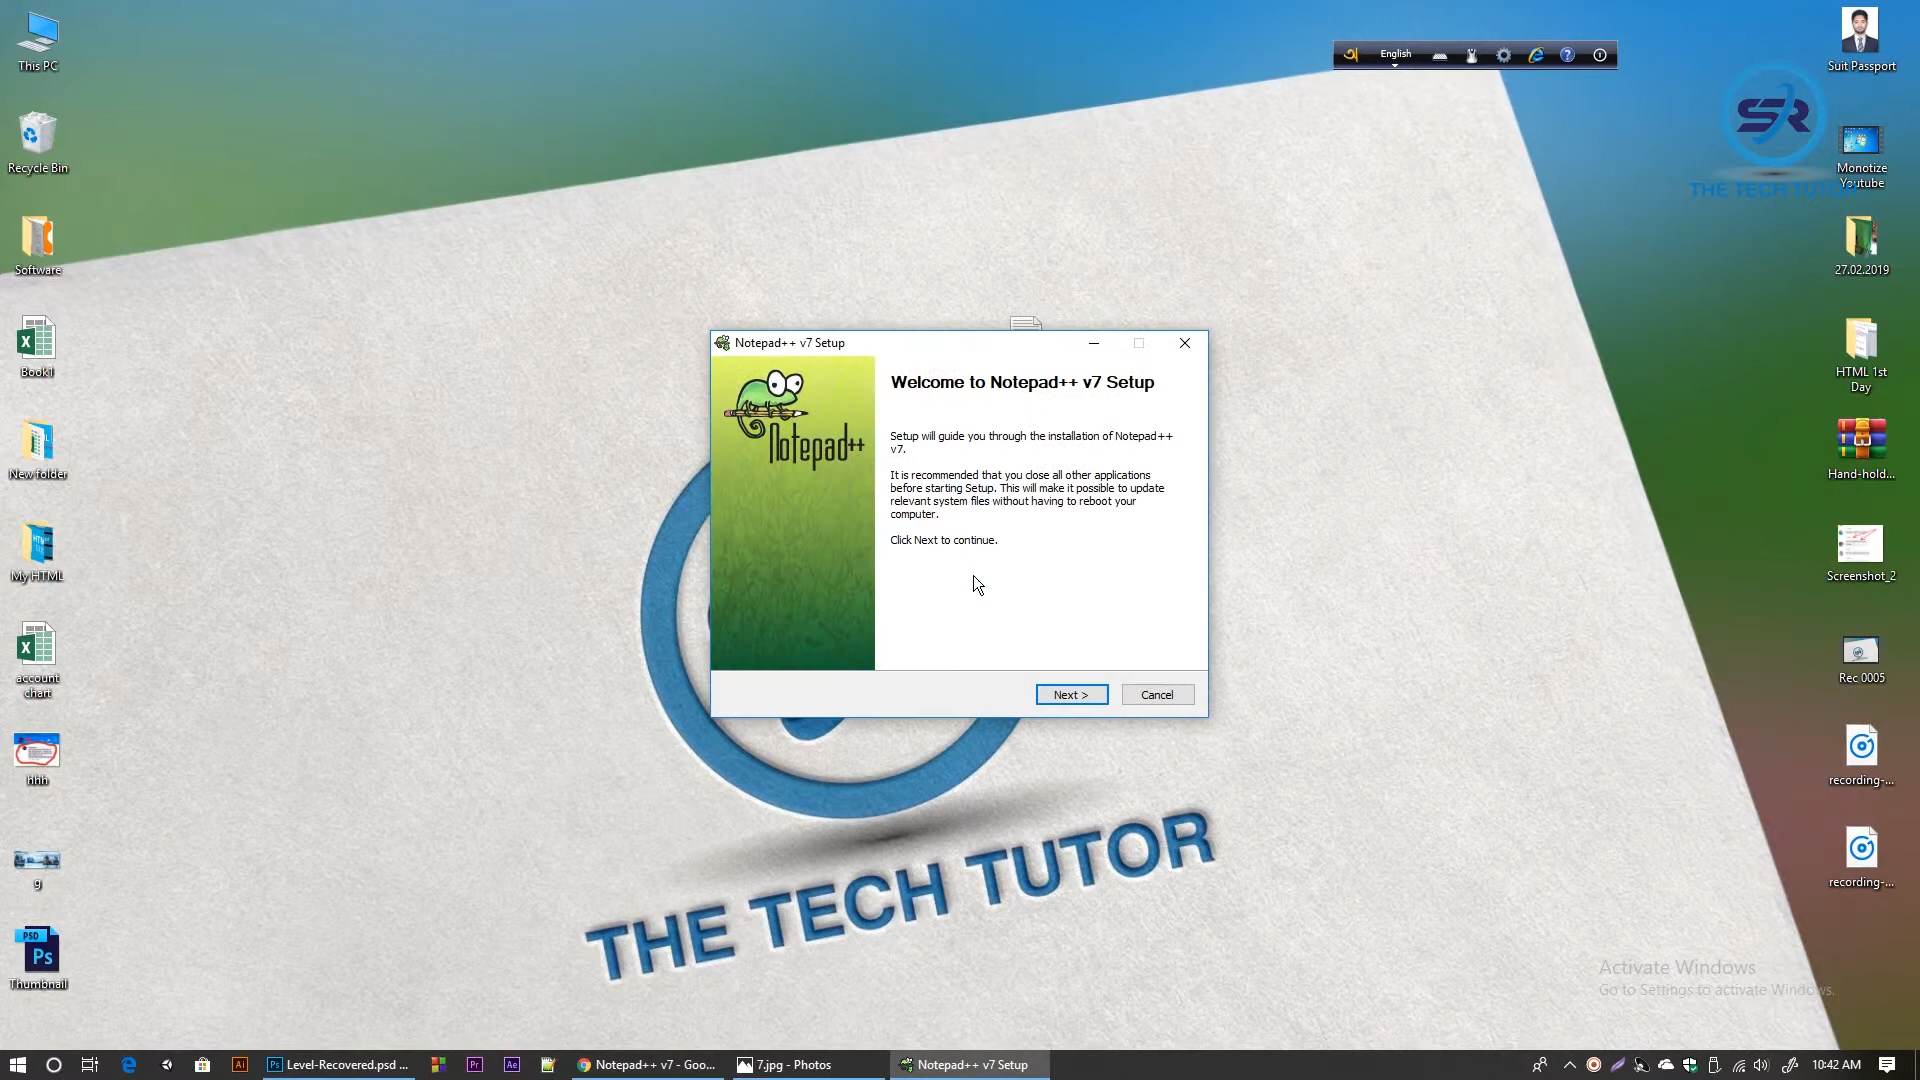 This PC
Recycle Bin
Software
Book1
New folder
My HTML
account
chart
hhh
g
PSD
Ps
Thumbnail
English
Suit Passport
SR
THE TECH TUTOR
Monotize
Youtube
27.02.2019
HTML 1st
Day
Hand-hold...
Screenshot_2
Rec 0005
recording-...
recording-...
Notepad++ v7 Setup
Notepad++
Welcome to Notepad++ v7 Setup
Setup will guide you through the installation of Notepad++
v7.
It is recommended that you close all other applications
before starting Setup. This will make it possible to update
relevant system files without having to reboot your
computer.
Click Next to continue.
Next >
Cancel
THE TECH TUTOR
Activate Windows
Go to Settings to activate Windows.
Ai
Ps
Level-Recovered.psd ...
Pr
Ae
Notepad++ v7 - Goo...
7.jpg - Photos
Notepad++ v7 Setup
10:42 AM